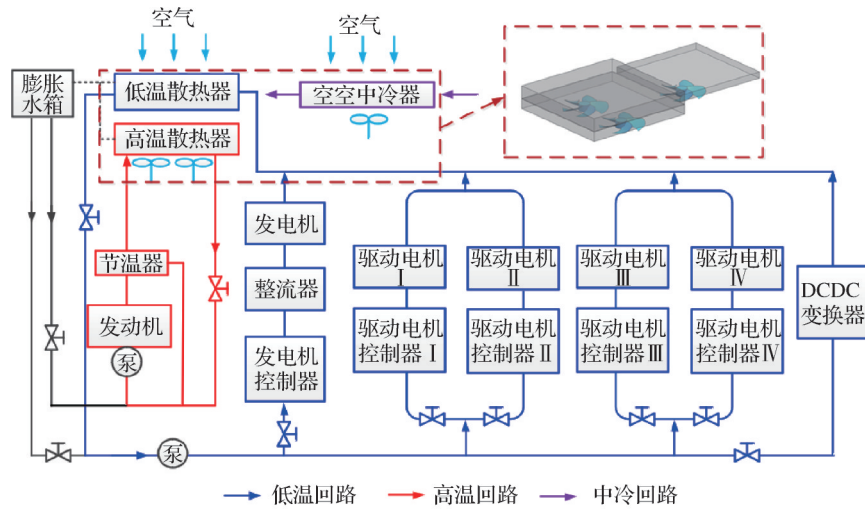 空气
空气
膨胀
水箱
低温散热器
空空中冷器
高温散热器
发电机
节温器
整流器
发动机
泵
发电机
控制器
驱动电机
Ⅰ
驱动电机
Ⅱ
驱动电机
Ⅲ
驱动电机
Ⅳ
驱动电机
控制器Ⅰ
驱动电机
控制器Ⅱ
驱动电机
控制器Ⅲ
驱动电机
控制器Ⅳ
DCDC
变换器
泵
低温回路
高温回路
中冷回路